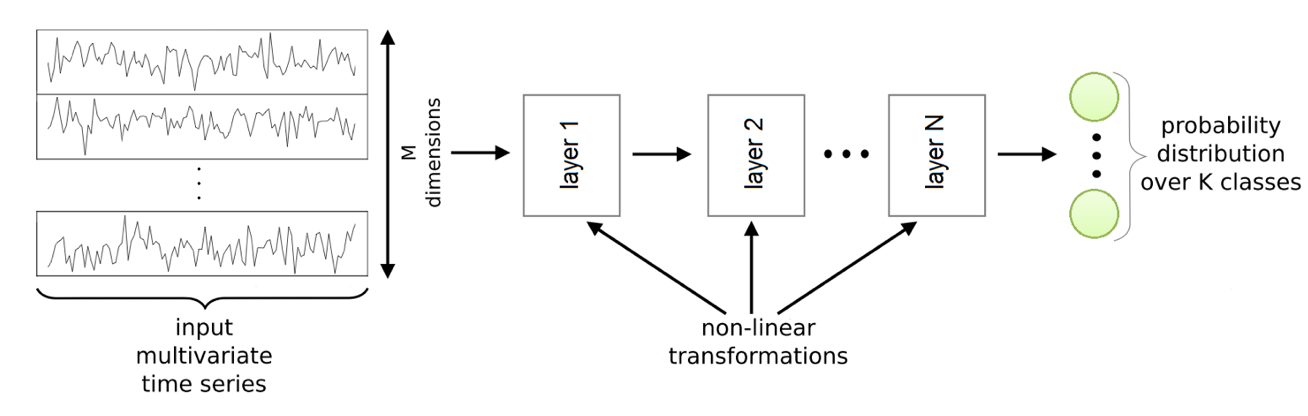 input
multivariate
time series
M
dimensions
layer 1
layer 2
layer N
non-linear
transformations
probability
distribution
over K classes